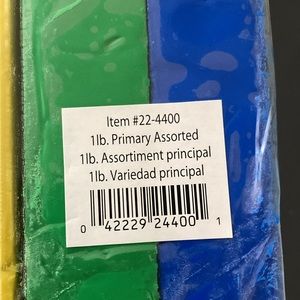 Item #22-4400
1lb. Primary Assorted
1lb. Assortiment principal
1lb. Variedad principal
0 42229 24400 1